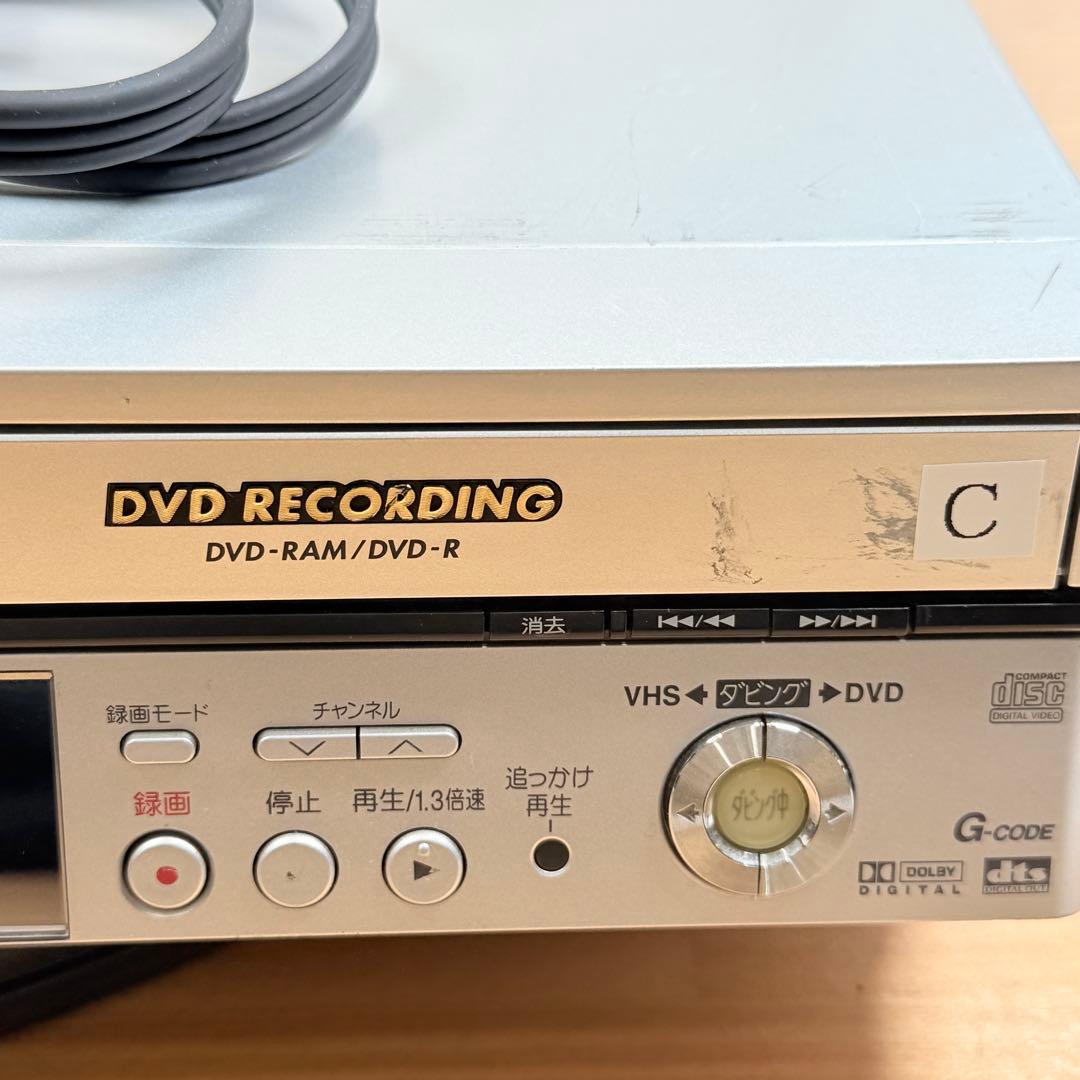 DVD RECORDING
DVD-RAM/DVD-R
C
消去
VHS ダビング DVD
COMPACT
disc
DIGITAL VIDEO
録画モード
チャンネル
録画
停止
再生/1.3倍速
追っかけ
再生
ダビング中
G-CODE
DOLBY
DIGITAL
dts
DIGITAL OUT